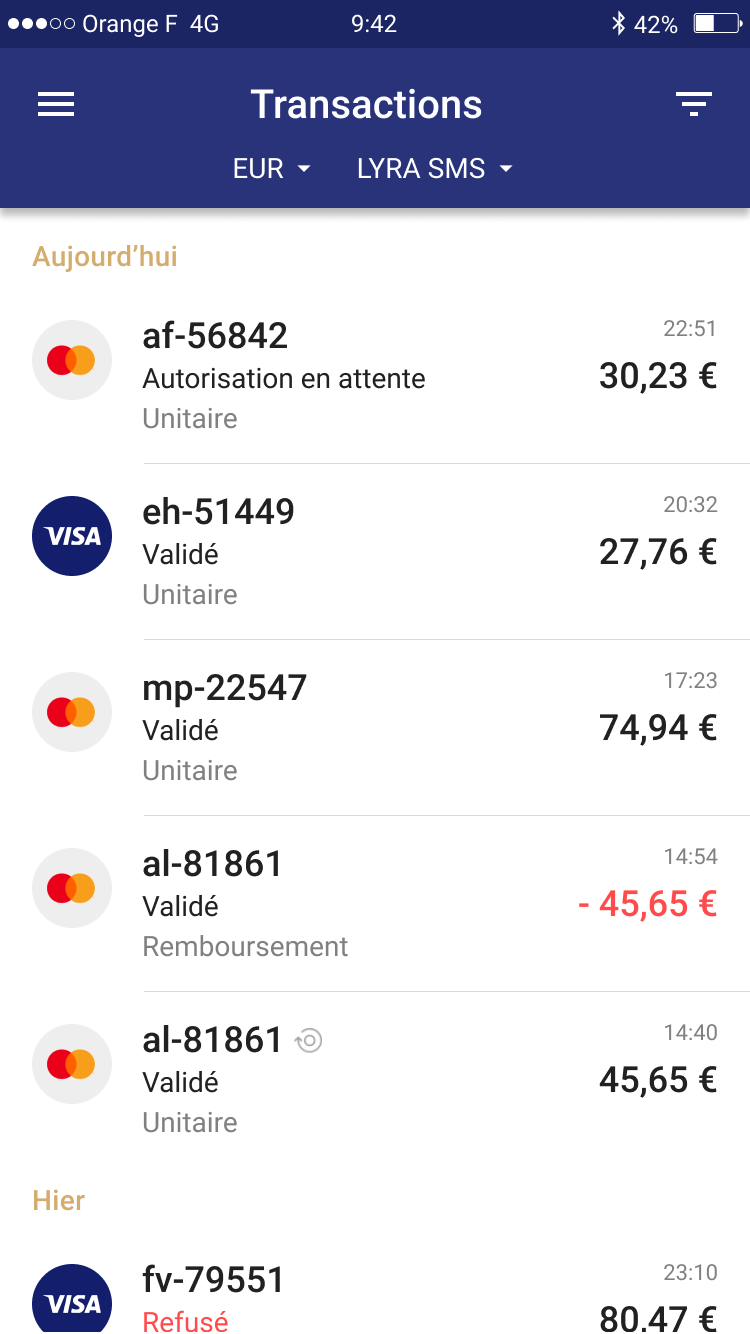 Orange F 4G 9:42 42%
Transactions
EUR LYRA SMS
Aujourd’hui
af-56842 22:51
Autorisation en attente 30,23 €
Unitaire
VISA eh-51449 20:32
Validé 27,76 €
Unitaire
mp-22547 17:23
Validé 74,94 €
Unitaire
al-81861 14:54
Validé - 45,65 €
Remboursement
al-81861 14:40
Validé 45,65 €
Unitaire
Hier
VISA fv-79551 23:10
Refusé 80,47 €